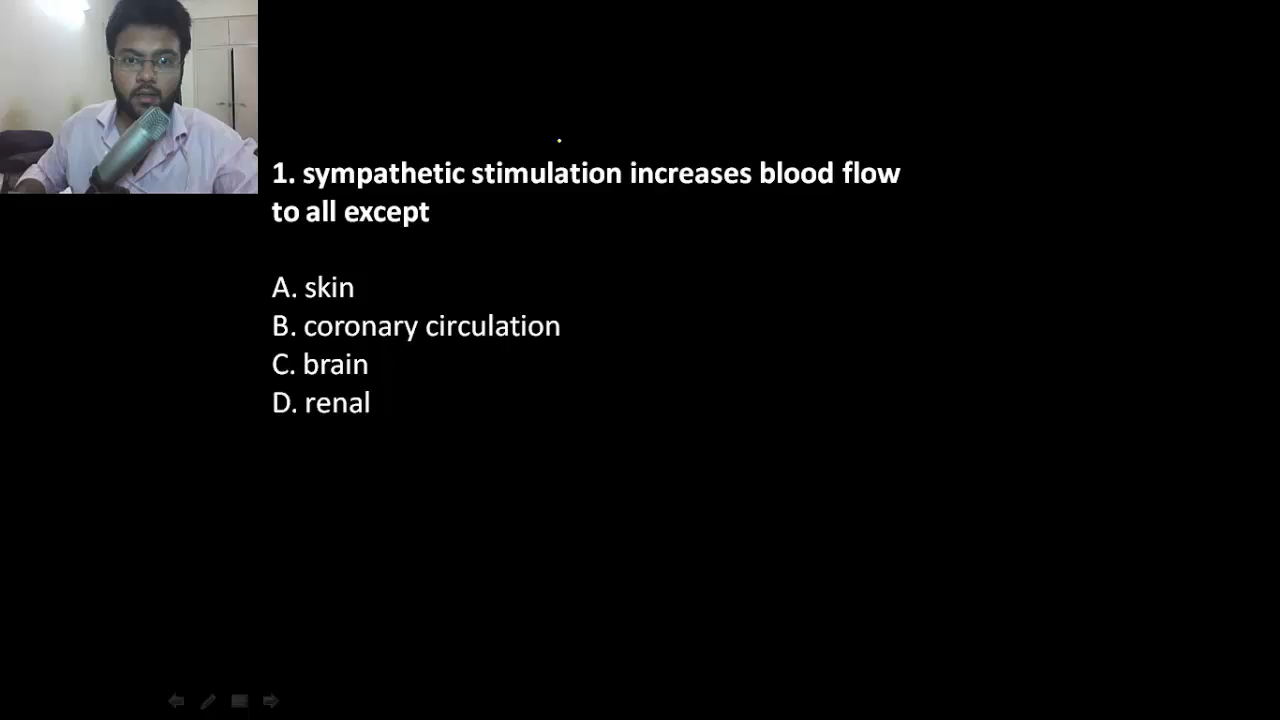 1. sympathetic stimulation increases blood flow
to all except
A. skin
B. coronary circulation
C. brain
D. renal